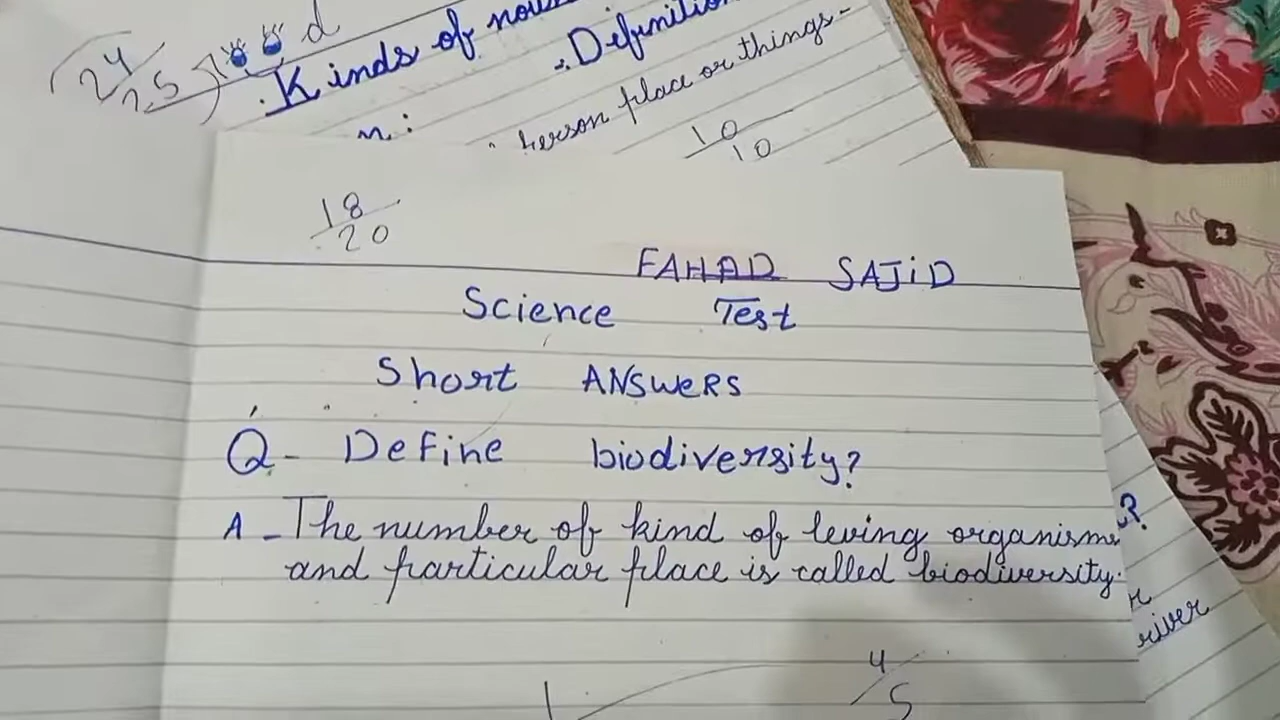 24/25
Kinds of
Definition
person place or things-
10/10
18/20
FAHAD SAJiD
Science Test
Short ANSWeRS
Q- Define biodiversity?
A - The number of kind of leving organisms
and particular place is called biodiversity.
river
4/5